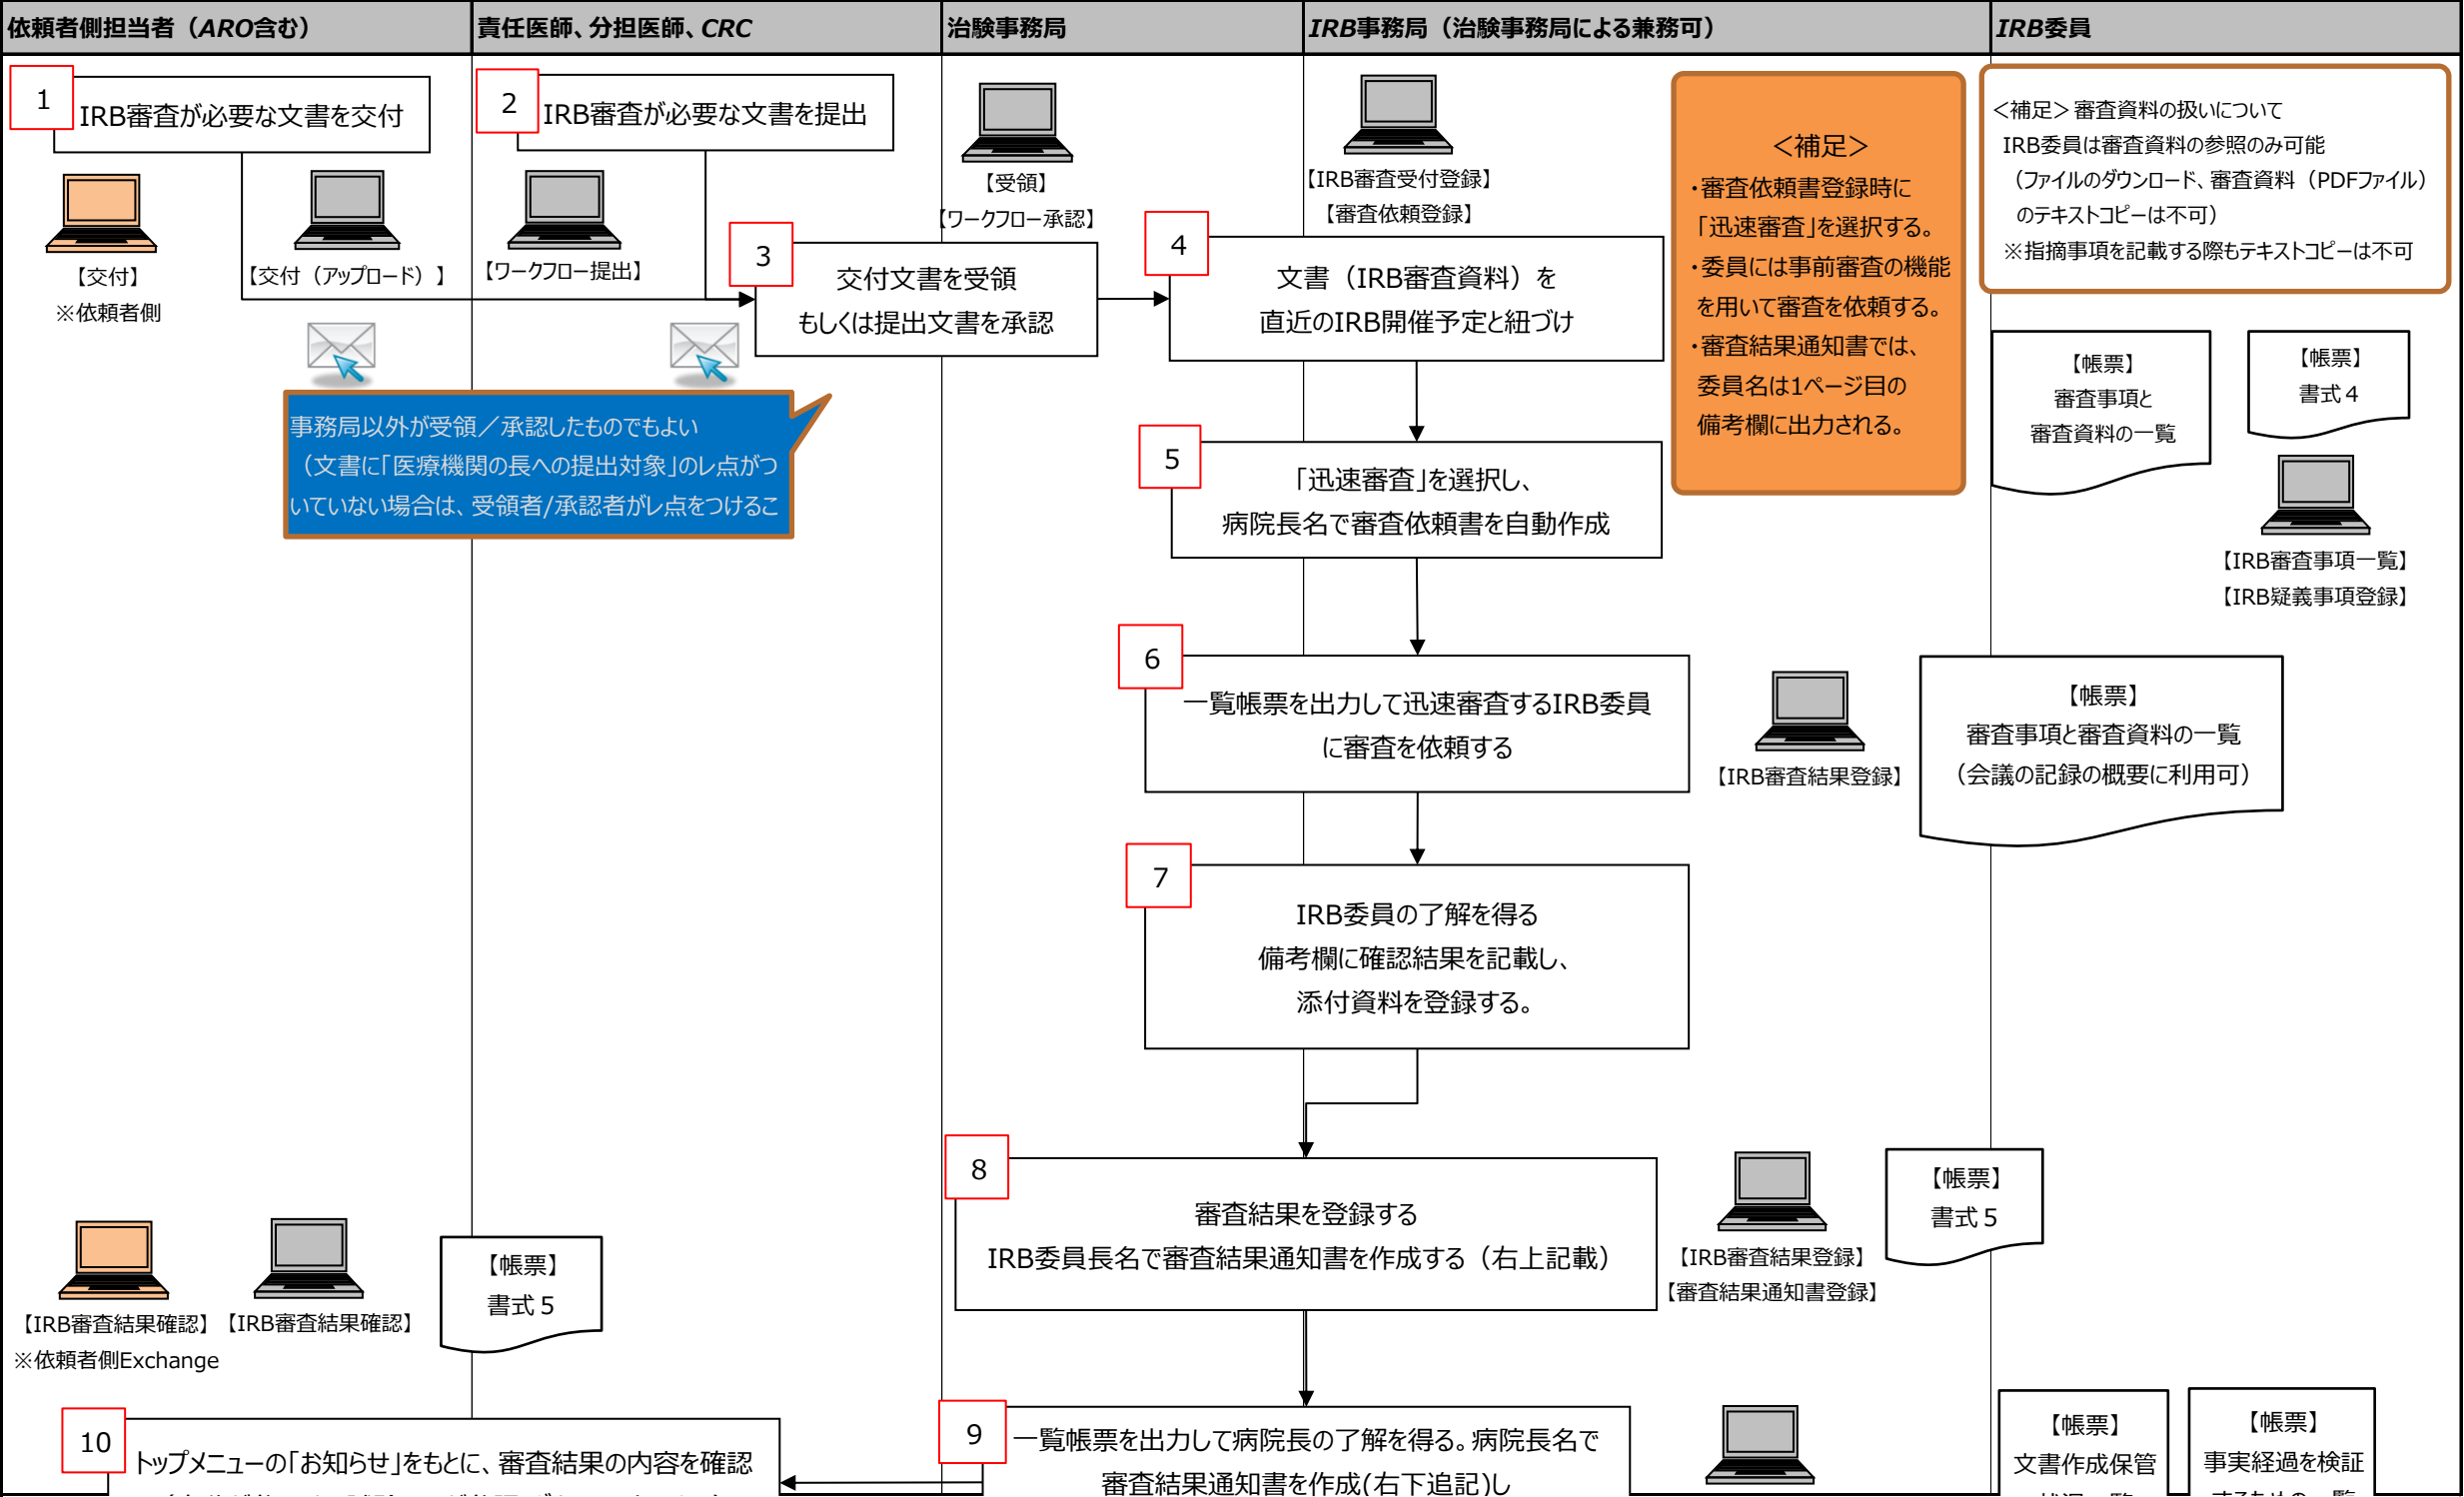 依頼者側担当者（ARO含む）
責任医師、分担医師、CRC
治験事務局
IRB事務局（治験事務局による兼務可）
IRB委員
1
IRB審査が必要な文書を交付
2
IRB審査が必要な文書を提出
【交付】
※依頼者側
【交付（アップロード）】
【ワークフロー提出】
【受領】
【ワークフロー承認】
【IRB審査受付登録】
【審査依頼登録】
＜補足＞
・審査依頼書登録時に
「迅速審査」を選択する。
・委員には事前審査の機能
を用いて審査を依頼する。
・審査結果通知書では、
委員名は1ページ目の
備考欄に出力される。
＜補足＞審査資料の扱いについて
IRB委員は審査資料の参照のみ可能
（ファイルのダウンロード、審査資料（PDFファイル）
のテキストコピーは不可）
※指摘事項を記載する際もテキストコピーは不可
3
交付文書を受領
もしくは提出文書を承認
4
文書（IRB審査資料）を
直近のIRB開催予定と紐づけ
事務局以外が受領／承認したものでもよい
（文書に「医療機関の長への提出対象」のレ点がつ
いていない場合は、受領者/承認者がレ点をつけるこ
【帳票】
審査事項と
審査資料の一覧
【帳票】
書式４
5
「迅速審査」を選択し、
病院長名で審査依頼書を自動作成
【IRB審査事項一覧】
【IRB疑義事項登録】
6
一覧帳票を出力して迅速審査するIRB委員
に審査を依頼する
【IRB審査結果登録】
【帳票】
審査事項と審査資料の一覧
（会議の記録の概要に利用可）
7
IRB委員の了解を得る
備考欄に確認結果を記載し、
添付資料を登録する。
8
審査結果を登録する
IRB委員長名で審査結果通知書を作成する（右上記載）
【IRB審査結果登録】
【審査結果通知書登録】
【帳票】
書式５
【IRB審査結果確認】
※依頼者側Exchange
【IRB審査結果確認】
【帳票】
書式５
10
トップメニューの「お知らせ」をもとに、審査結果の内容を確認
9
一覧帳票を出力して病院長の了解を得る。病院長名で
審査結果通知書を作成(右下追記)し
【帳票】
文書作成保管
【帳票】
事実経過を検証